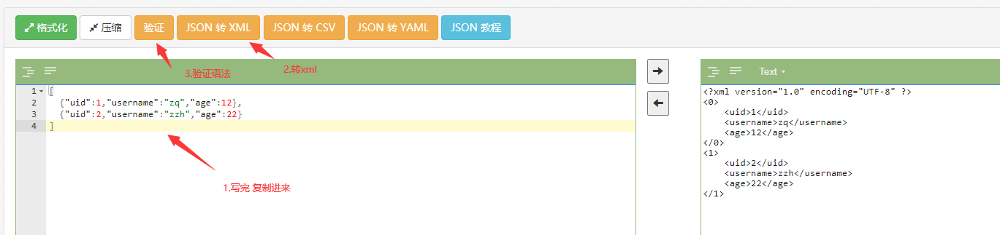 格式化 压缩 验证 JSON 转 XML JSON 转 CSV JSON 转 YAML JSON 教程
3.验证语法
2.转xml
Text
1 [
2 {"uid":1,"username":"zq","age":12},
3 {"uid":2,"username":"zzh","age":22}
4 ]
1.写完 复制进来
<?xml version="1.0" encoding="UTF-8" ?>
<0>
<uid>1</uid>
<username>zq</username>
<age>12</age>
</0>
<1>
<uid>2</uid>
<username>zzh</username>
<age>22</age>
</1>